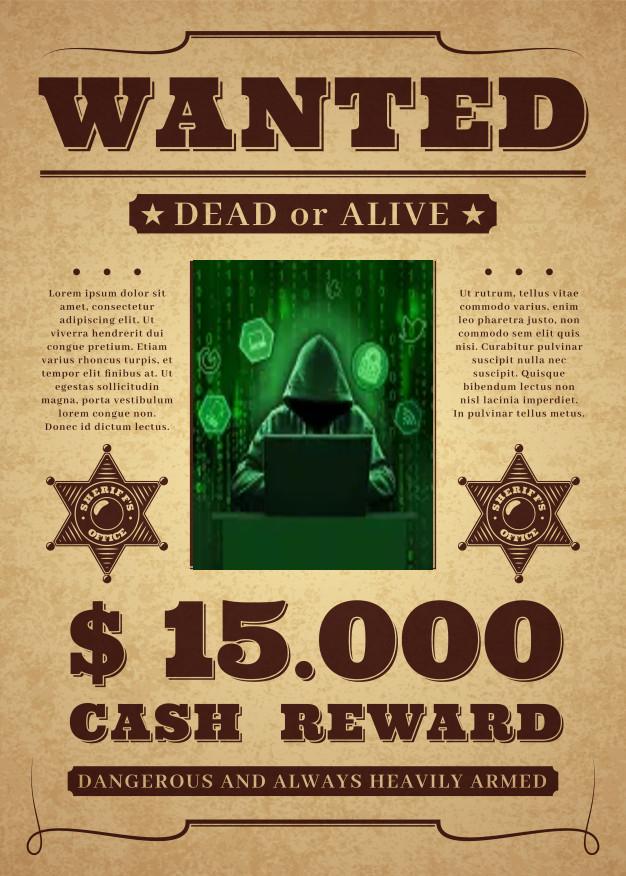 WANTED
★ DEAD or ALIVE ★
• • •
Lorem ipsum dolor sit
amet, consectetur
adipiscing elit. Ut
viverra hendrerit dui
congue pretium. Etiam
varius rhoncus turpis, et
tempor elit finibus at. Ut
egestas sollicitudin
magna, porta vestibulum
lorem congue non.
Donec id dictum lectus.
• • •
Ut rutrum, tellus vitae
commodo varius, enim
leo pharetra justo, non
commodo sem elit quis
nisi. Curabitur pulvinar
suscipit nulla nec
suscipit. Quisque
bibendum lectus non
nisl lacinia imperdiet.
In pulvinar tellus metus.
SHERIFF'S
OFFICE
SHERIFF'S
OFFICE
$ 15.000
CASH REWARD
DANGEROUS AND ALWAYS HEAVILY ARMED